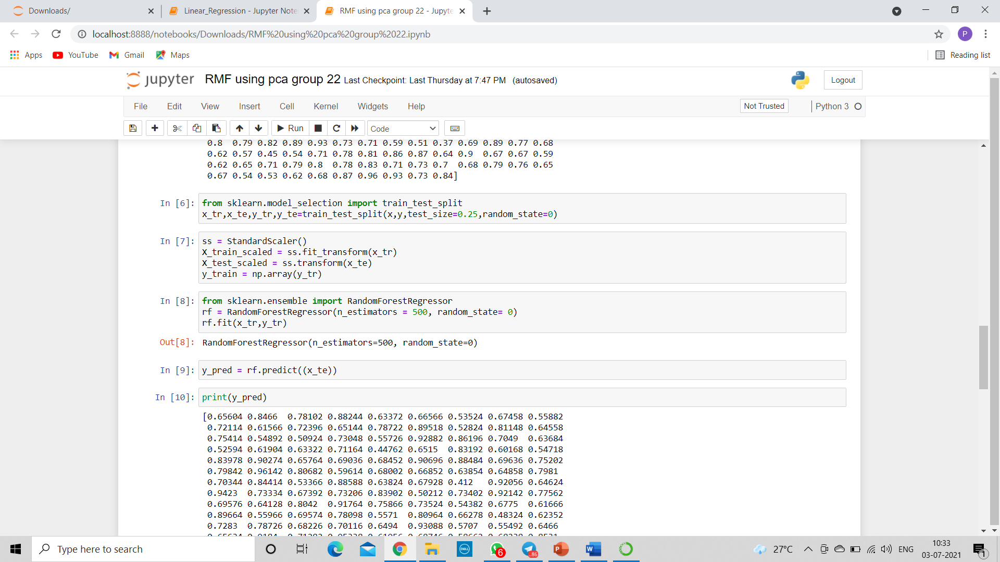 Downloads/
Linear_Regression - Jupyter Note
RMF using pca group 22 - Jupyte
localhost:8888/notebooks/Downloads/RMF%20using%20pca%20group%2022.ipynb
P
Apps
YouTube
Gmail
Maps
Reading list
jupyter
RMF using pca group 22 Last Checkpoint: Last Thursday at 7:47 PM (autosaved)
Logout
File Edit View Insert Cell Kernel Widgets Help
Not Trusted
Python 3
Run
Code
0.8  0.79 0.82 0.89 0.93 0.73 0.71 0.59 0.51 0.37 0.69 0.89 0.77 0.68
0.62 0.57 0.45 0.54 0.71 0.78 0.81 0.86 0.87 0.64 0.9  0.67 0.67 0.59
0.62 0.65 0.71 0.79 0.8  0.78 0.83 0.71 0.73 0.7  0.68 0.79 0.76 0.65
0.67 0.54 0.53 0.62 0.68 0.87 0.96 0.93 0.73 0.84]
In [6]: from sklearn.model_selection import train_test_split
x_tr,x_te,y_tr,y_te=train_test_split(x,y,test_size=0.25,random_state=0)
In [7]: ss = StandardScaler()
X_train_scaled = ss.fit_transform(x_tr)
X_test_scaled = ss.transform(x_te)
y_train = np.array(y_tr)
In [8]: from sklearn.ensemble import RandomForestRegressor
rf = RandomForestRegressor(n_estimators = 500, random_state= 0)
rf.fit(x_tr,y_tr)
Out[8]: RandomForestRegressor(n_estimators=500, random_state=0)
In [9]: y_pred = rf.predict((x_te))
In [10]: print(y_pred)
[0.65604 0.8466  0.78102 0.88244 0.63372 0.66566 0.53524 0.67458 0.55882
0.72114 0.61566 0.72396 0.65144 0.78722 0.89518 0.52824 0.81148 0.64558
0.75414 0.54892 0.50924 0.73048 0.55726 0.92882 0.86196 0.7049  0.63684
0.52594 0.61904 0.63322 0.71164 0.44762 0.6515  0.83192 0.60168 0.54718
0.83978 0.90274 0.65764 0.69036 0.68452 0.90696 0.88484 0.69636 0.75202
0.79842 0.96142 0.80682 0.59614 0.68002 0.66852 0.63854 0.64858 0.7981
0.70344 0.84414 0.53366 0.88588 0.63824 0.67928 0.412   0.92056 0.64624
0.9423  0.73334 0.67392 0.73206 0.83902 0.50212 0.73402 0.92142 0.77562
0.69576 0.64128 0.8042  0.91764 0.75866 0.73524 0.54382 0.6775  0.61666
0.89664 0.55966 0.69574 0.78098 0.5571  0.80964 0.66278 0.48324 0.62352
0.7283  0.78726 0.68226 0.70116 0.6494  0.93088 0.5707  0.55492 0.6466
Type here to search
DELL
6
..86
P
W
27°C
ENG
10:33
03-07-2021
1